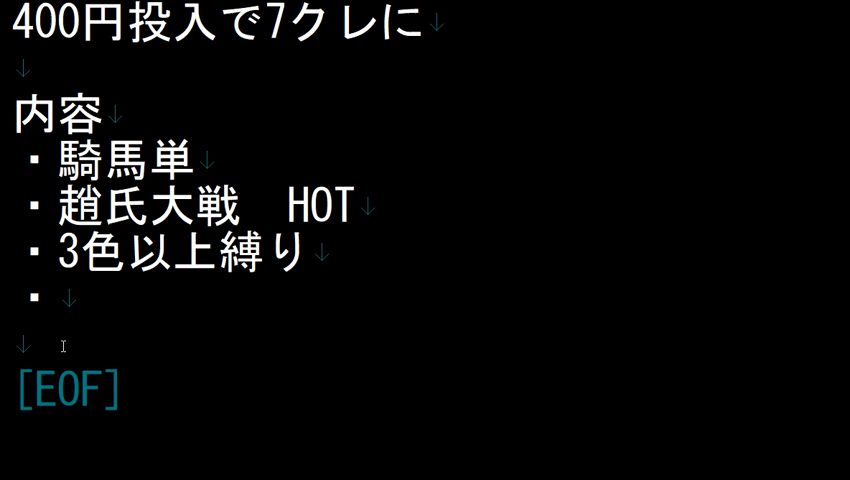 400円投入で7クレに↓
↓
内容↓
・騎馬単↓
・趙氏大戦　HOT↓
・3色以上縛り↓
・↓
↓
[EOF]